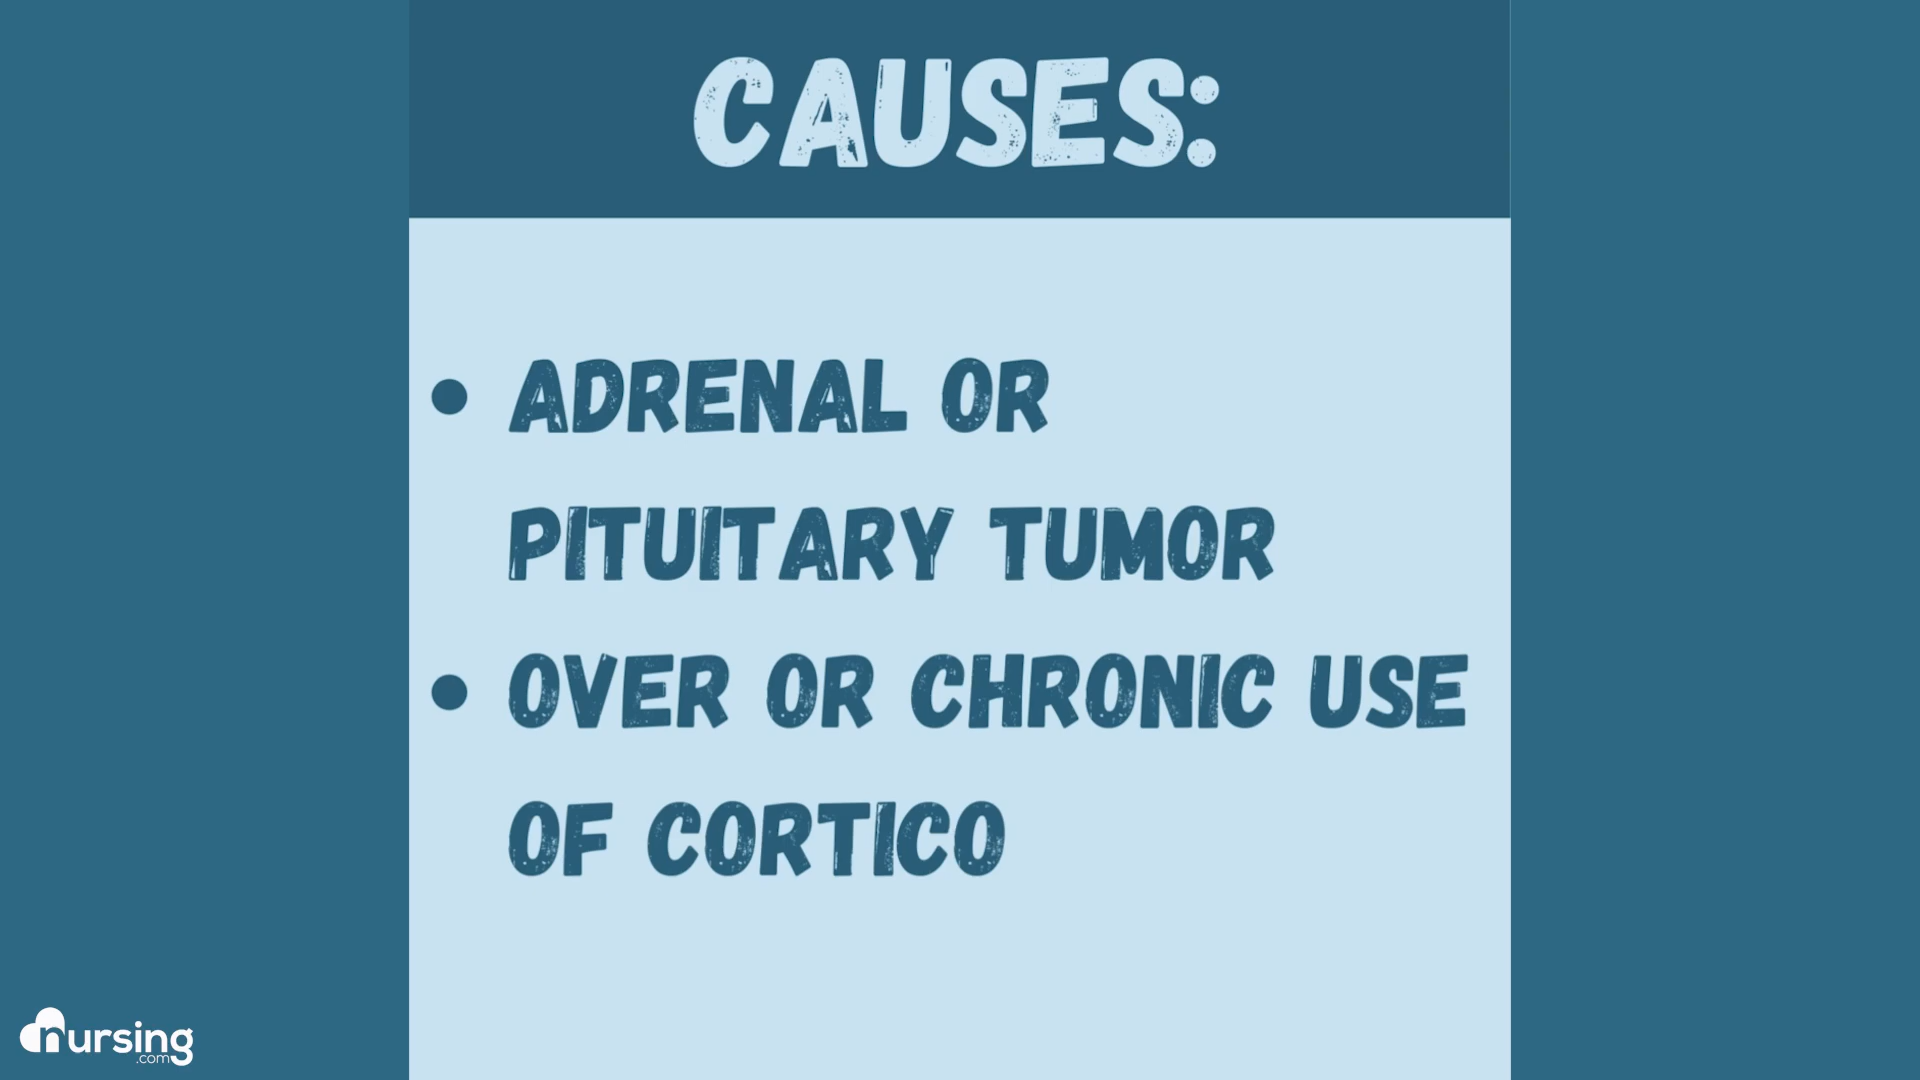 CAUSES:
• ADRENAL OR
PITUITARY TUMOR
• OVER OR CHRONIC USE
OF CORTICO
nursing
.com